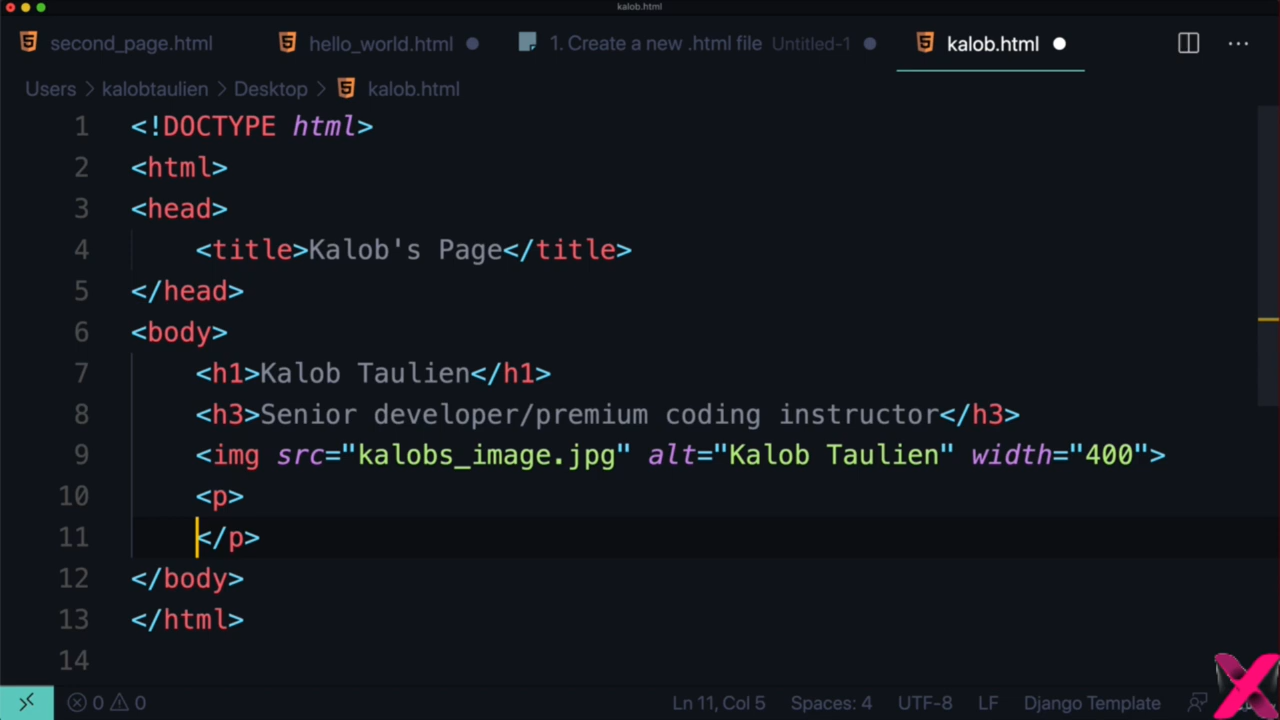 kalob.html
second_page.html hello_world.html 1. Create a new .html file Untitled-1 kalob.html
Users > kalobtaulien > Desktop > kalob.html
1 <!DOCTYPE html>
2 <html>
3 <head>
4 <title>Kalob's Page</title>
5 </head>
6 <body>
7 <h1>Kalob Taulien</h1>
8 <h3>Senior developer/premium coding instructor</h3>
9 <img src="kalobs_image.jpg" alt="Kalob Taulien" width="400">
10 <p>
11 </p>
12 </body>
13 </html>
14
0 0 Ln 11, Col 5 Spaces: 4 UTF-8 LF Django Template